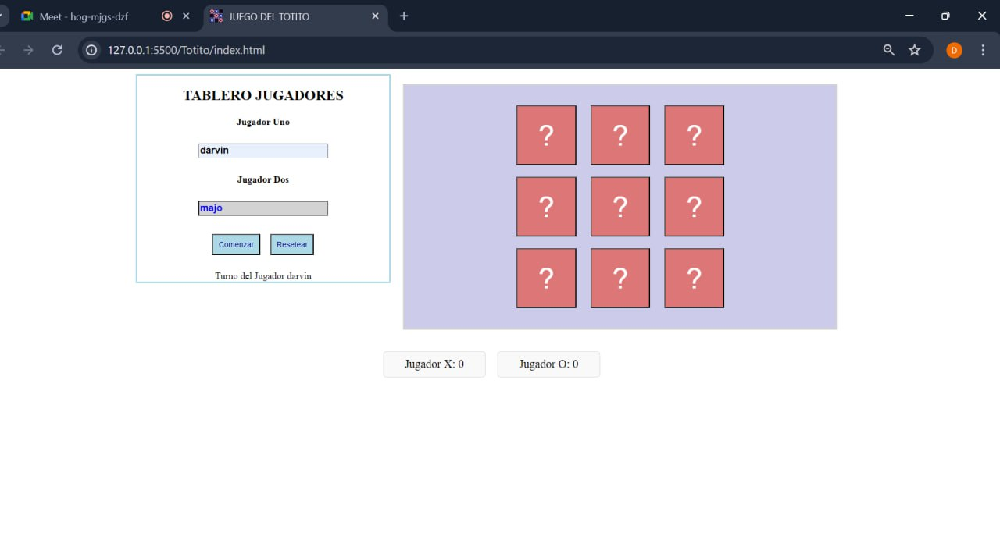 Meet - hog-mjgs-dzf
JUEGO DEL TOTITO
127.0.0.1:5500/Totito/index.html
D
TABLERO JUGADORES
Jugador Uno
darvin
Jugador Dos
majo
Comenzar Resetear
Turno del Jugador darvin
? ? ?
? ? ?
? ? ?
Jugador X: 0 Jugador O: 0